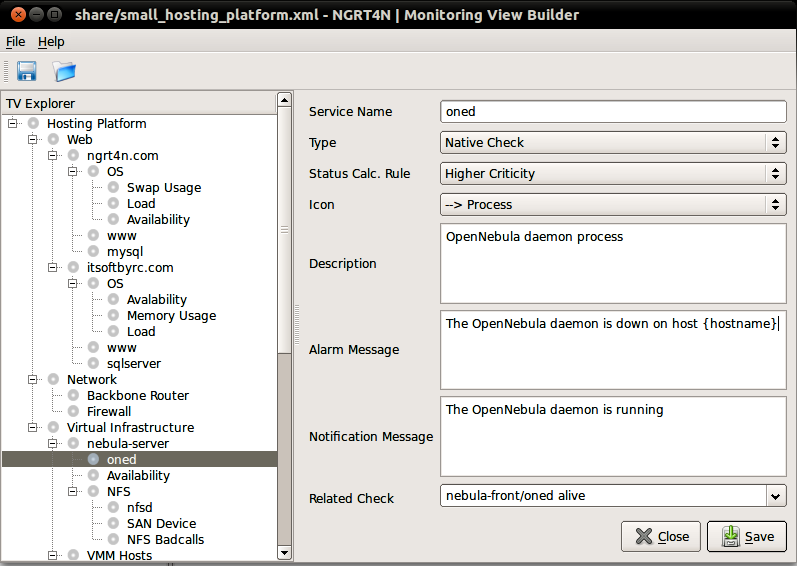 share/small_hosting_platform.xml - NGRT4N | Monitoring View Builder
File Help
TV Explorer
Hosting Platform
Web
ngrt4n.com
OS
Swap Usage
Load
Availability
www
mysql
itsoftbyrc.com
OS
Avalability
Memory Usage
Load
www
sqlserver
Network
Backbone Router
Firewall
Virtual Infrastructure
nebula-server
oned
Availability
NFS
nfsd
SAN Device
NFS Badcalls
VMM Hosts
Service Name oned
Type Native Check
Status Calc. Rule Higher Criticity
Icon --> Process
Description OpenNebula daemon process
Alarm Message The OpenNebula daemon is down on host {hostname}
Notification Message The OpenNebula daemon is running
Related Check nebula-front/oned alive
Close Save